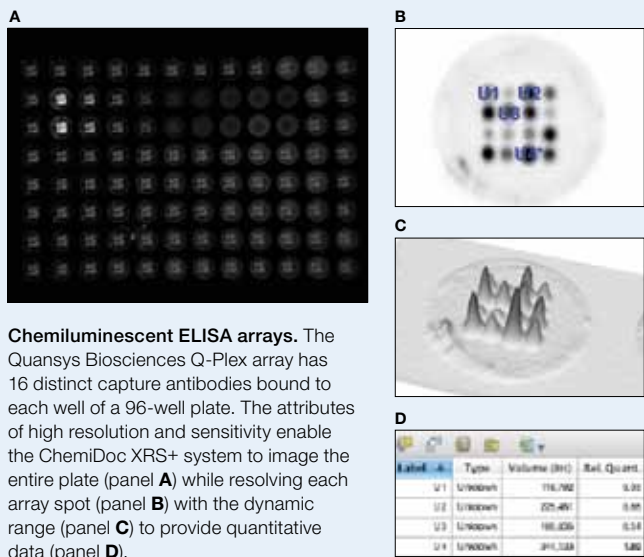 A
B
U1 U2
U3
C
Chemiluminescent ELISA arrays. The
Quansys Biosciences Q-Plex array has
16 distinct capture antibodies bound to
each well of a 96-well plate. The attributes
of high resolution and sensitivity enable
the ChemiDoc XRS+ system to image the
entire plate (panel A) while resolving each
array spot (panel B) with the dynamic
range (panel C) to provide quantitative
data (panel D).
D
Label Type Volume (Int) Rel. Quant.
U1 Unknown
U2 Unknown
U3 Unknown
U4 Unknown